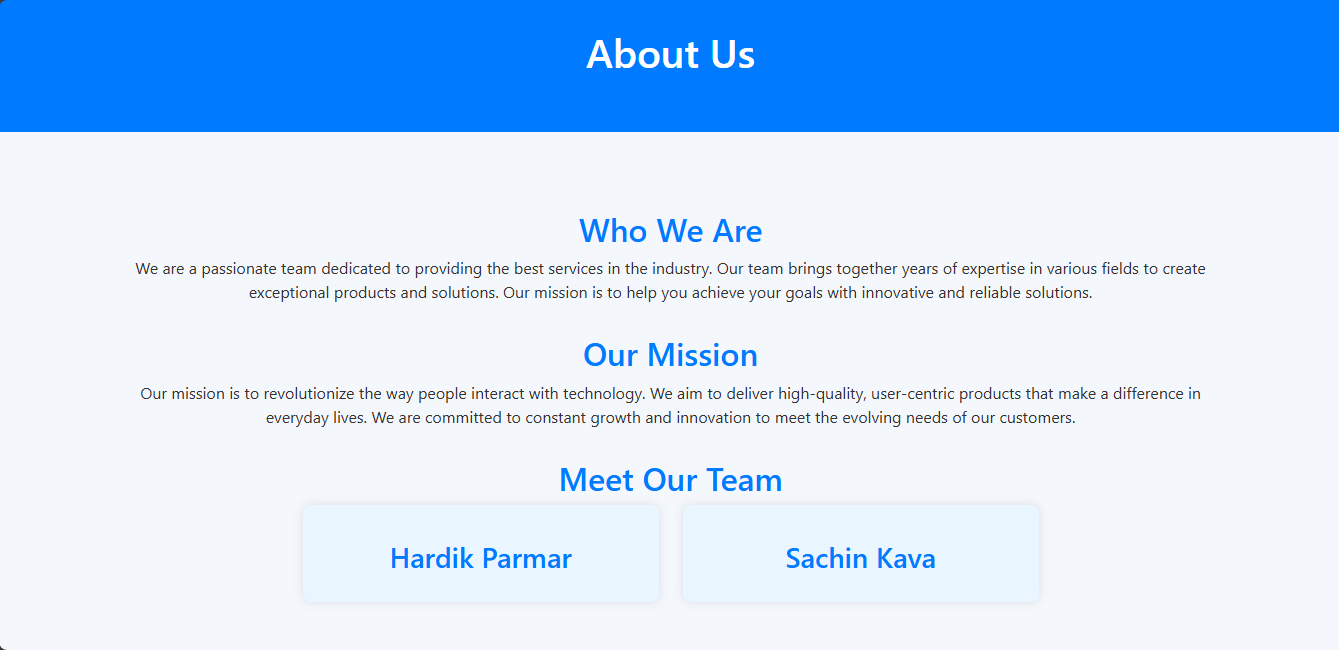 About Us
Who We Are
We are a passionate team dedicated to providing the best services in the industry. Our team brings together years of expertise in various fields to create
exceptional products and solutions. Our mission is to help you achieve your goals with innovative and reliable solutions.
Our Mission
Our mission is to revolutionize the way people interact with technology. We aim to deliver high-quality, user-centric products that make a difference in
everyday lives. We are committed to constant growth and innovation to meet the evolving needs of our customers.
Meet Our Team
Hardik Parmar
Sachin Kava